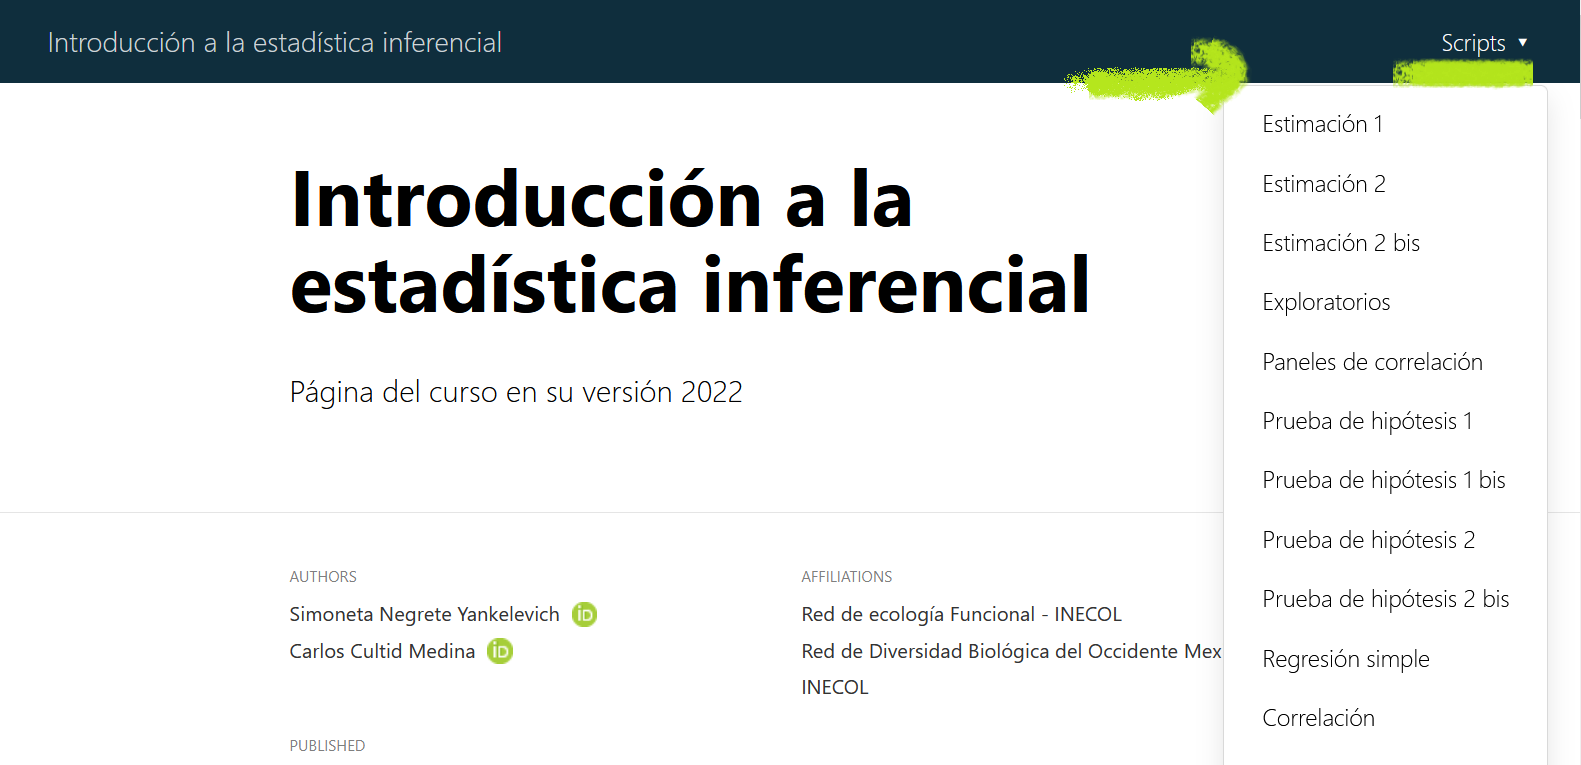 Introducción a la estadística inferencial
Scripts ▼
Estimación 1
Estimación 2
Estimación 2 bis
Exploratorios
Paneles de correlación
Prueba de hipótesis 1
Prueba de hipótesis 1 bis
Prueba de hipótesis 2
Prueba de hipótesis 2 bis
Regresión simple
Correlación
Introducción a la
estadística inferencial
Página del curso en su versión 2022
AUTHORS
Simoneta Negrete Yankelevich iD
Carlos Cultid Medina iD
AFFILIATIONS
Red de ecología Funcional - INECOL
Red de Diversidad Biológica del Occidente Mex
INECOL
PUBLISHED